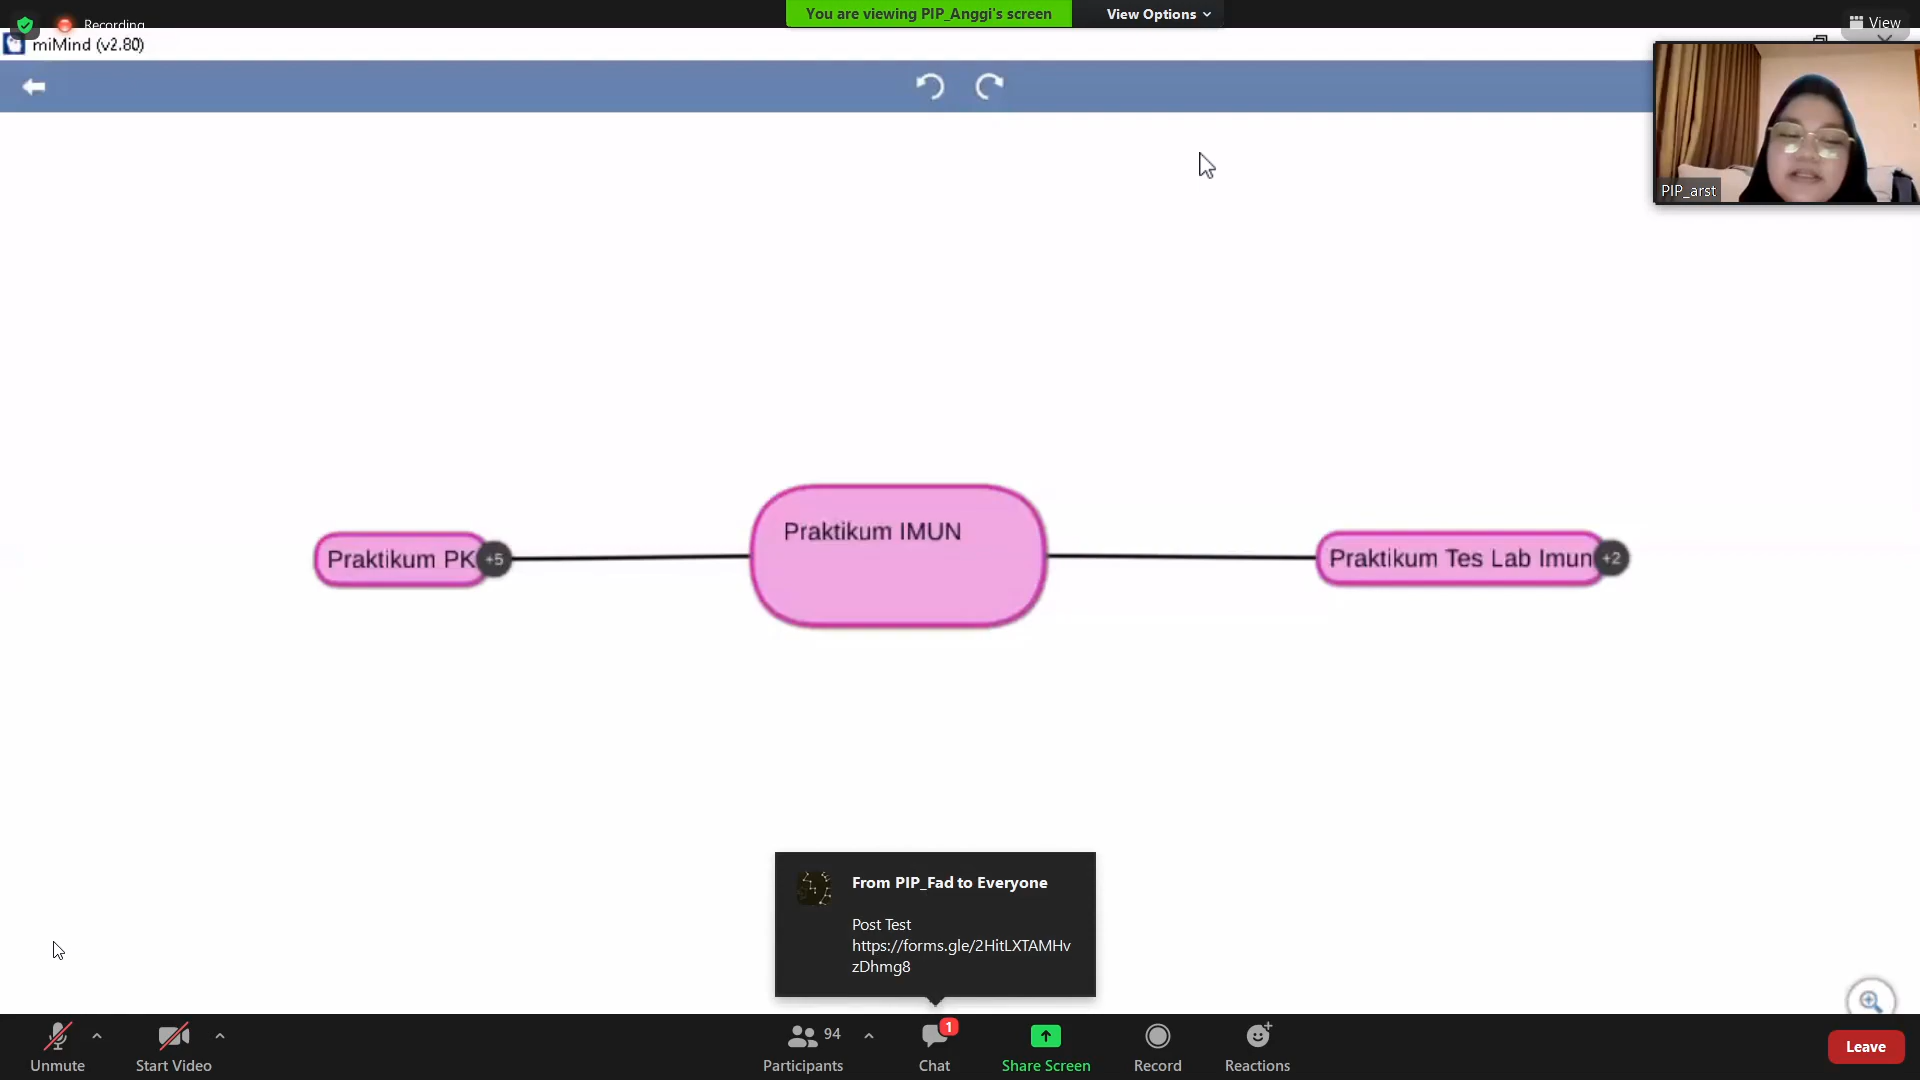 Recording
You are viewing PIP_Anggi's screen
View Options
View
miMind (v2.80)
PIP_arst
Praktikum PK
+5
Praktikum IMUN
Praktikum Tes Lab Imun
+2
From PIP_Fad to Everyone
Post Test
https://forms.gle/2HitLXTAMHv
zDhmg8
Unmute
Start Video
94
Participants
1
Chat
Share Screen
Record
Reactions
Leave